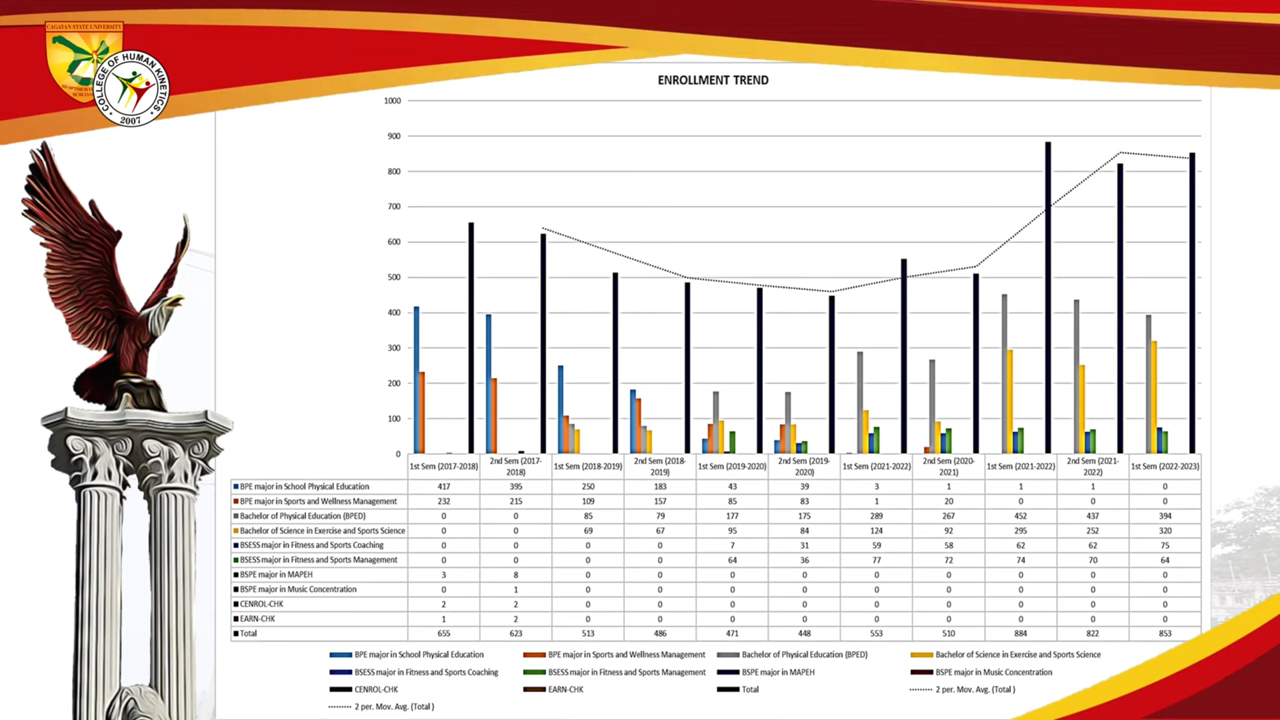 CAGAYAN STATE UNIVERSITY
COLLEGE OF HUMAN KINETICS
2007
ENROLLMENT TREND
1000
900
800
700
600
500
400
300
200
100
0
1st Sem (2017-2018) 2nd Sem (2017-2018) 1st Sem (2018-2019) 2nd Sem (2018-2019) 1st Sem (2019-2020) 2nd Sem (2019-2020) 1st Sem (2021-2022) 2nd Sem (2020-2021) 1st Sem (2021-2022) 2nd Sem (2021-2022) 1st Sem (2022-2023)
BPE major in School Physical Education 417 395 250 183 43 39 3 1 1 1 0
BPE major in Sports and Wellness Management 232 215 109 157 85 83 1 20 0 0 0
Bachelor of Physical Education (BPED) 0 0 85 79 177 175 289 267 452 437 394
Bachelor of Science in Exercise and Sports Science 0 0 69 67 95 84 124 92 295 252 320
BSESS major in Fitness and Sports Coaching 0 0 0 0 7 31 59 58 62 62 75
BSESS major in Fitness and Sports Management 0 0 0 0 64 36 77 72 74 70 64
BSPE major in MAPEH 3 8 0 0 0 0 0 0 0 0 0
BSPE major in Music Concentration 0 1 0 0 0 0 0 0 0 0 0
CENROL-CHK 2 2 0 0 0 0 0 0 0 0 0
EARN-CHK 1 2 0 0 0 0 0 0 0 0 0
Total 655 623 513 486 471 448 553 510 884 822 853
BPE major in School Physical Education BPE major in Sports and Wellness Management Bachelor of Physical Education (BPED) Bachelor of Science in Exercise and Sports Science
BSESS major in Fitness and Sports Coaching BSESS major in Fitness and Sports Management BSPE major in MAPEH BSPE major in Music Concentration
CENROL-CHK EARN-CHK Total 2 per. Mov. Avg. (Total )
2 per. Mov. Avg. (Total )